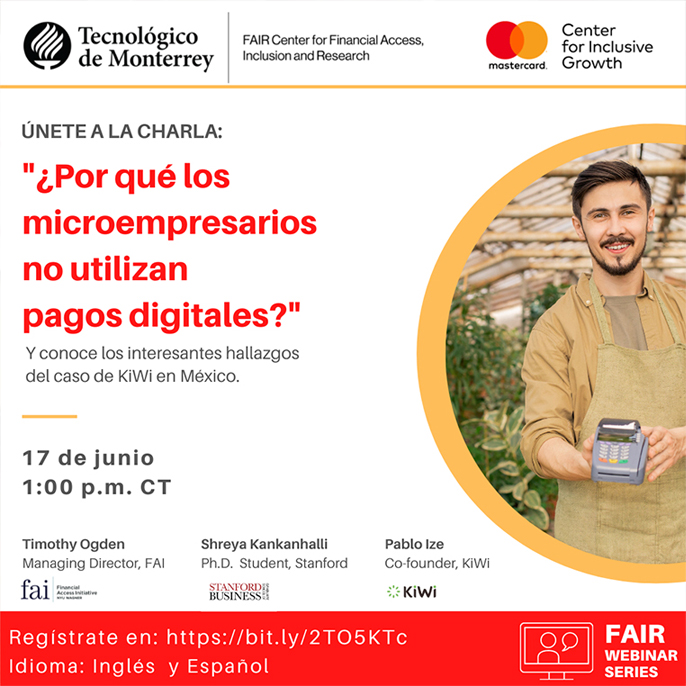 Tecnológico
de Monterrey
FAIR Center for Financial Access,
Inclusion and Research
mastercard.
Center
for Inclusive
Growth
ÚNETE A LA CHARLA:
"¿Por qué los
microempresarios
no utilizan
pagos digitales?"
Y conoce los interesantes hallazgos
del caso de KiWi en México.
17 de junio
1:00 p.m. CT
Timothy Ogden
Managing Director, FAI
fai
Financial
Access Initiative
NYU WAGNER
Shreya Kankanhalli
Ph.D. Student, Stanford
STANFORD
BUSINESS
Pablo Ize
Co-founder, KiWi
KiWi
Regístrate en: https://bit.ly/2TO5KTc
Idioma: Inglés y Español
FAIR
WEBINAR
SERIES